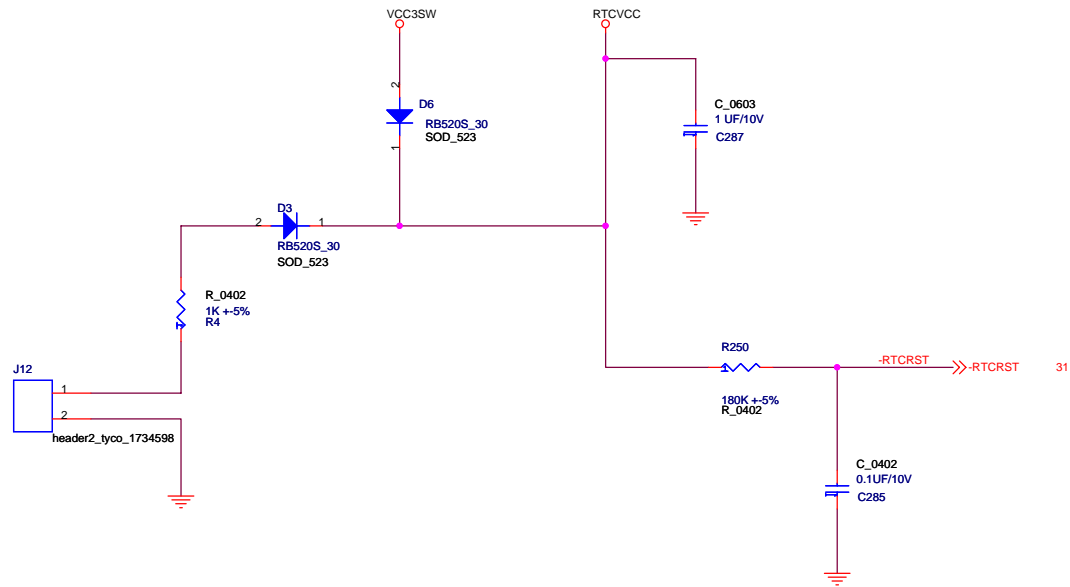 VCC3SW
RTCVCC
2
D6
RB520S_30
SOD_523
1
C_0603
1 UF/10V
C287
D3
2
1
RB520S_30
SOD_523
R_0402
1K +-5%
R4
1
J12
1
2
header2_tyco_1734598
R250
1
180K +-5%
R_0402
-RTCRST
-RTCRST
31
C_0402
0.1UF/10V
C285